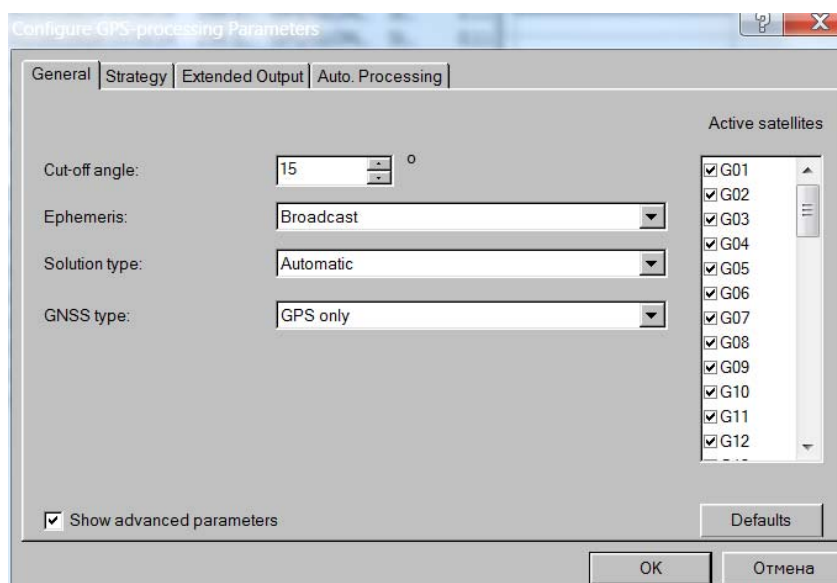 Configure GPS-processing Parameters
General Strategy Extended Output Auto. Processing
Active satellites
Cut-off angle: 15 °
Ephemeris: Broadcast
Solution type: Automatic
GNSS type: GPS only
G01
G02
G03
G04
G05
G06
G07
G08
G09
G10
G11
G12
Show advanced parameters
Defaults
OK Отмена